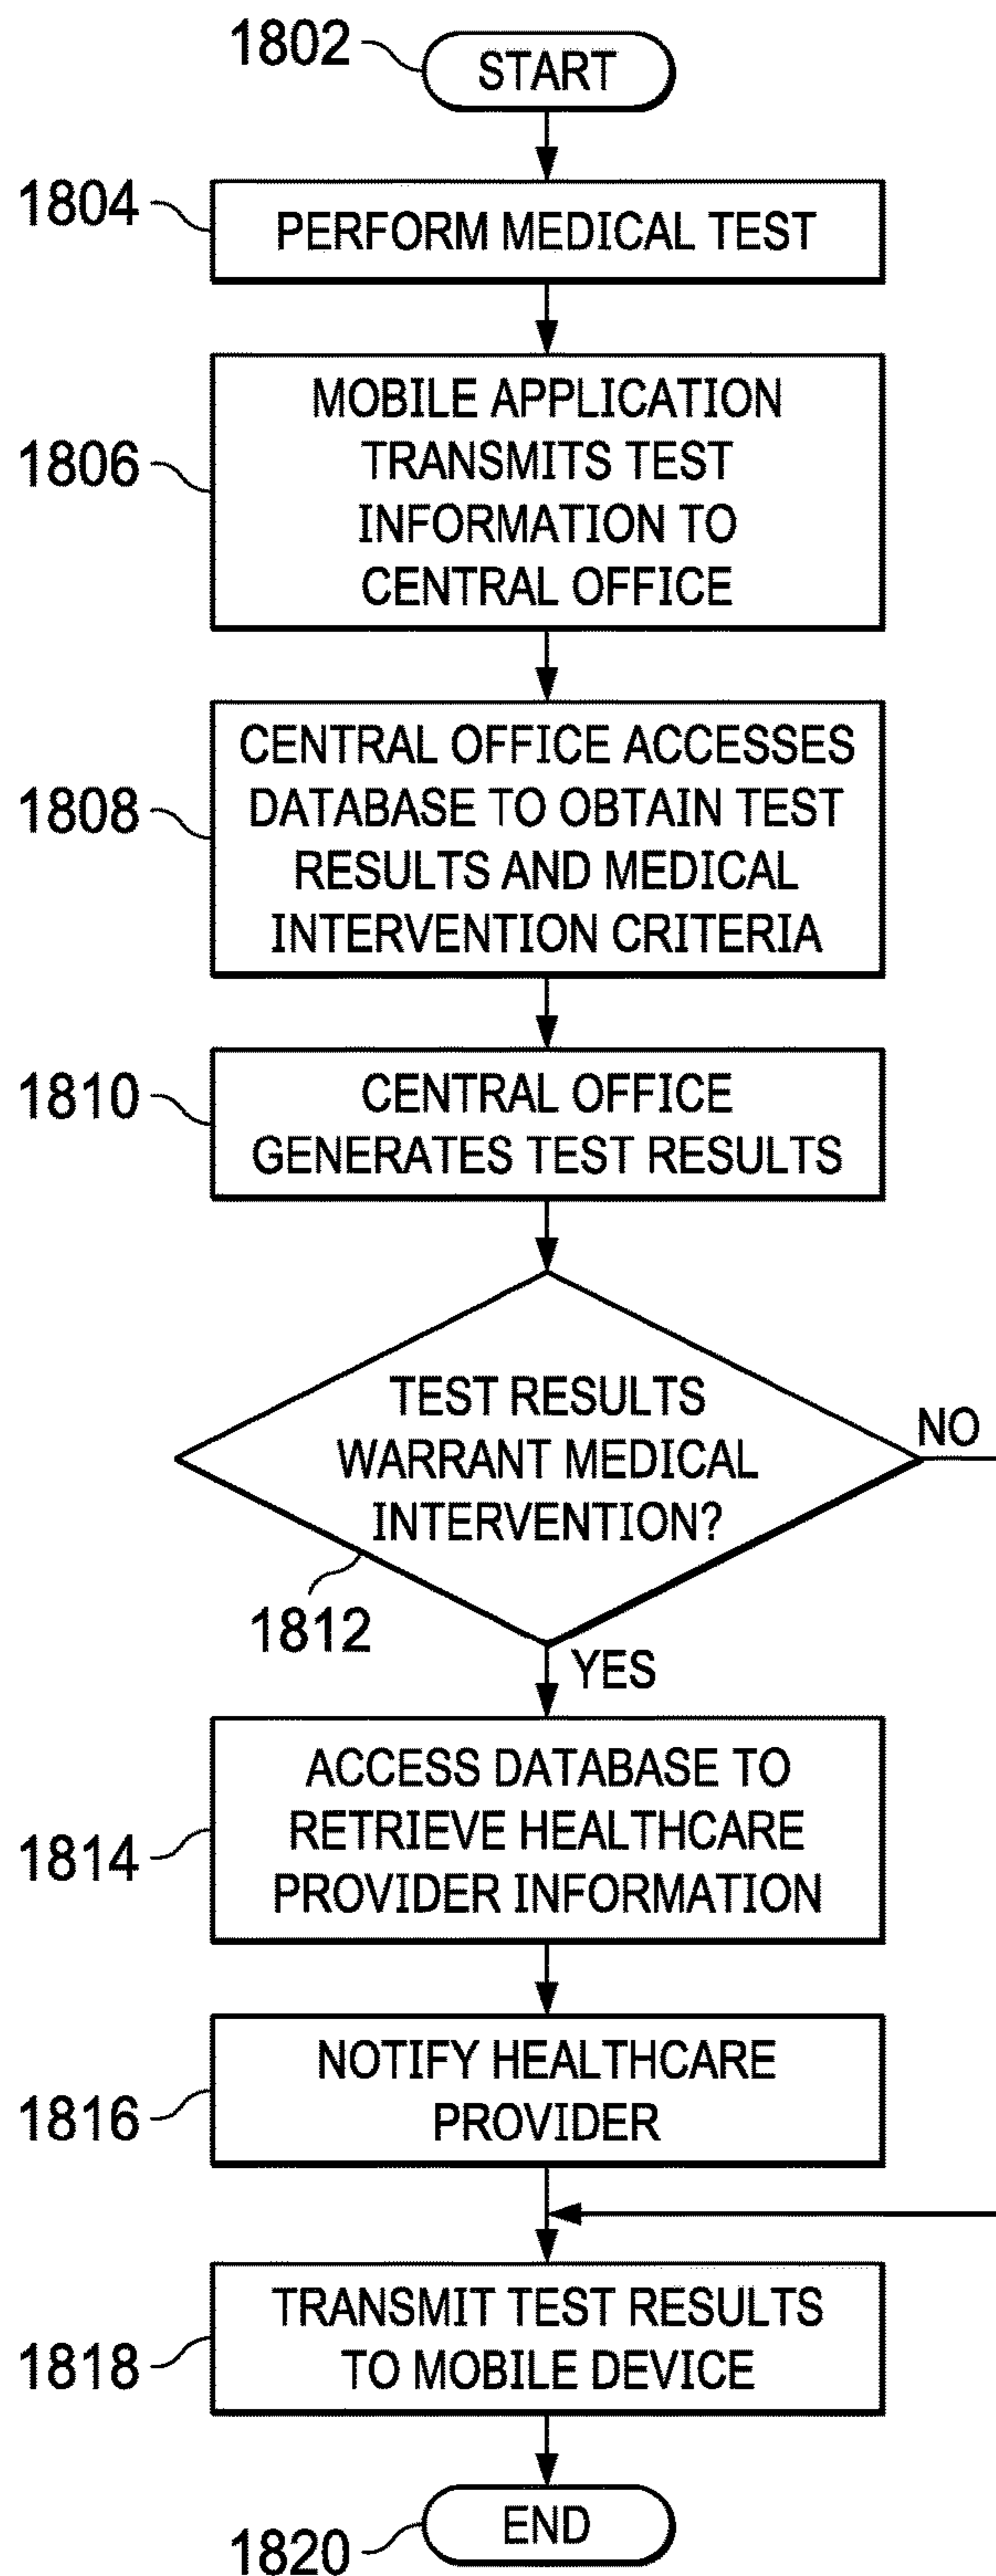 1802
START
1804
PERFORM MEDICAL TEST
1806
MOBILE APPLICATION
TRANSMITS TEST
INFORMATION TO
CENTRAL OFFICE
1808
CENTRAL OFFICE ACCESSES
DATABASE TO OBTAIN TEST
RESULTS AND MEDICAL
INTERVENTION CRITERIA
1810
CENTRAL OFFICE
GENERATES TEST RESULTS
TEST RESULTS
WARRANT MEDICAL
INTERVENTION?
NO
1812
YES
1814
ACCESS DATABASE TO
RETRIEVE HEALTHCARE
PROVIDER INFORMATION
1816
NOTIFY HEALTHCARE
PROVIDER
1818
TRANSMIT TEST RESULTS
TO MOBILE DEVICE
1820
END